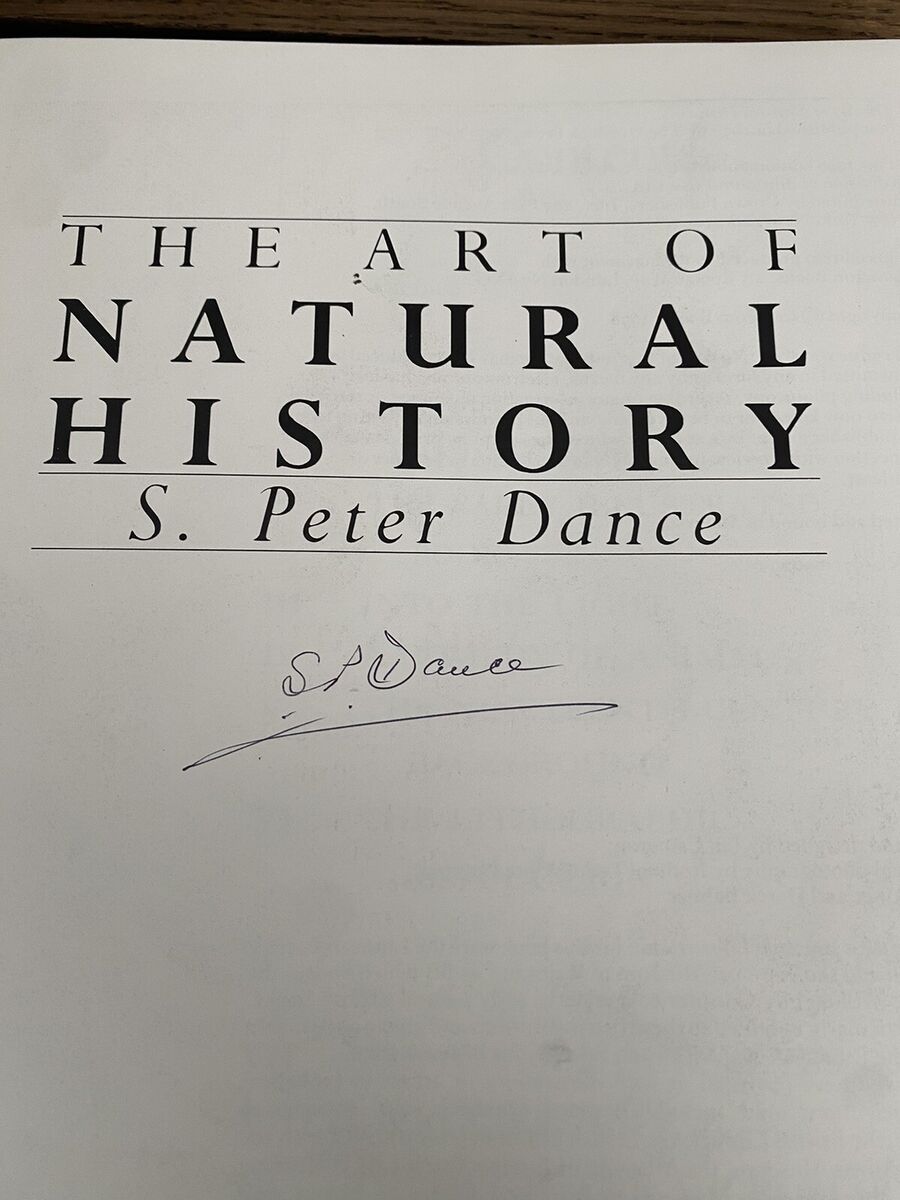 THE ART OF
NATURAL
HISTORY
S. Peter Dance
S P Dance